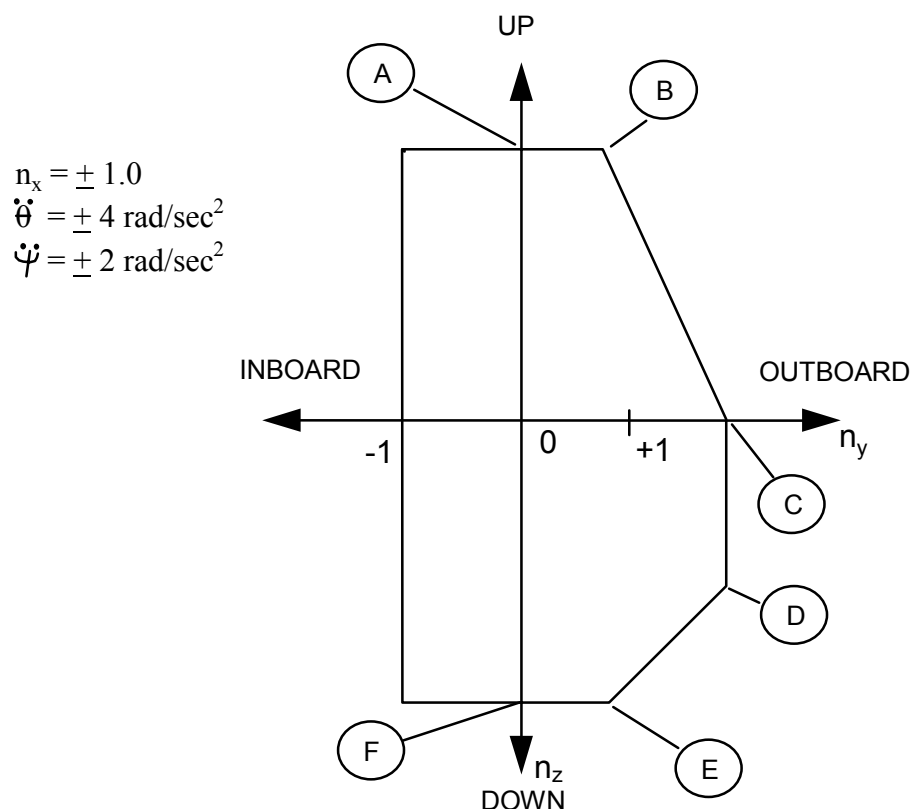 UP
A
B
n_x = ± 1.0
θ̈ = ± 4 rad/sec²
ψ̈ = ± 2 rad/sec²
INBOARD
OUTBOARD
-1
0
+1
n_y
C
D
F
E
n_z
DOWN